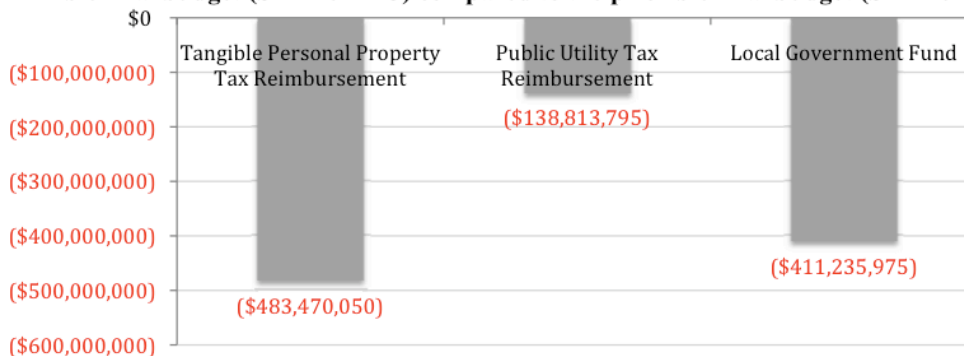 $0
Tangible Personal Property
Tax Reimbursement
Public Utility Tax
Reimbursement
Local Government Fund
($100,000,000)
($200,000,000)
($300,000,000)
($400,000,000)
($500,000,000)
($600,000,000)
($138,813,795)
($411,235,975)
($483,470,050)